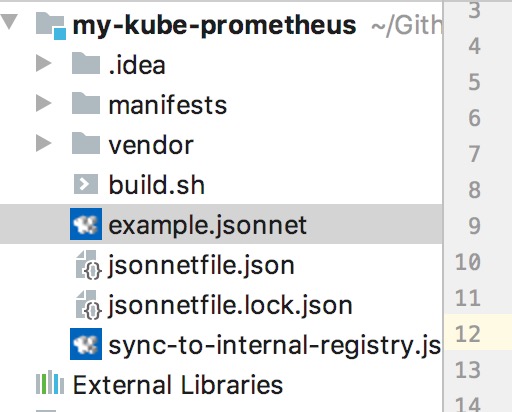 my-kube-prometheus ~/Gith
.idea
manifests
vendor
build.sh
example.jsonnet
jsonnetfile.json
jsonnetfile.lock.json
sync-to-internal-registry.js
External Libraries
3
4
5
6
7
8
9
10
11
12
13
14